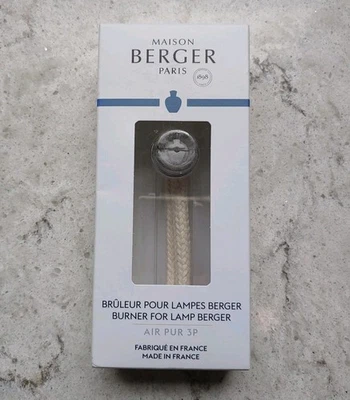 MAISON
BERGER
PARIS
1898
BRÛLEUR POUR LAMPES BERGER
BURNER FOR LAMP BERGER
AIR PUR 3P
FABRIQUÉ EN FRANCE
MADE IN FRANCE